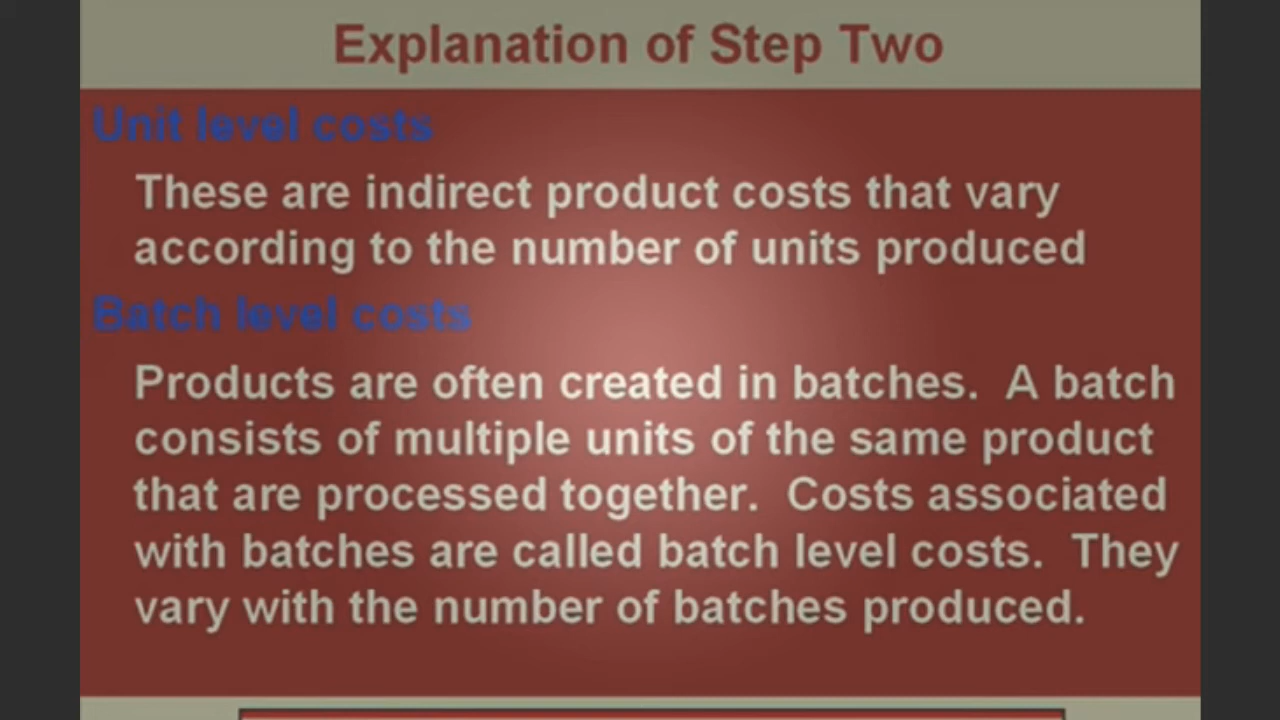 Explanation of Step Two
Unit level costs
These are indirect product costs that vary
according to the number of units produced
Batch level costs
Products are often created in batches.  A batch
consists of multiple units of the same product
that are processed together.  Costs associated
with batches are called batch level costs.  They
vary with the number of batches produced.